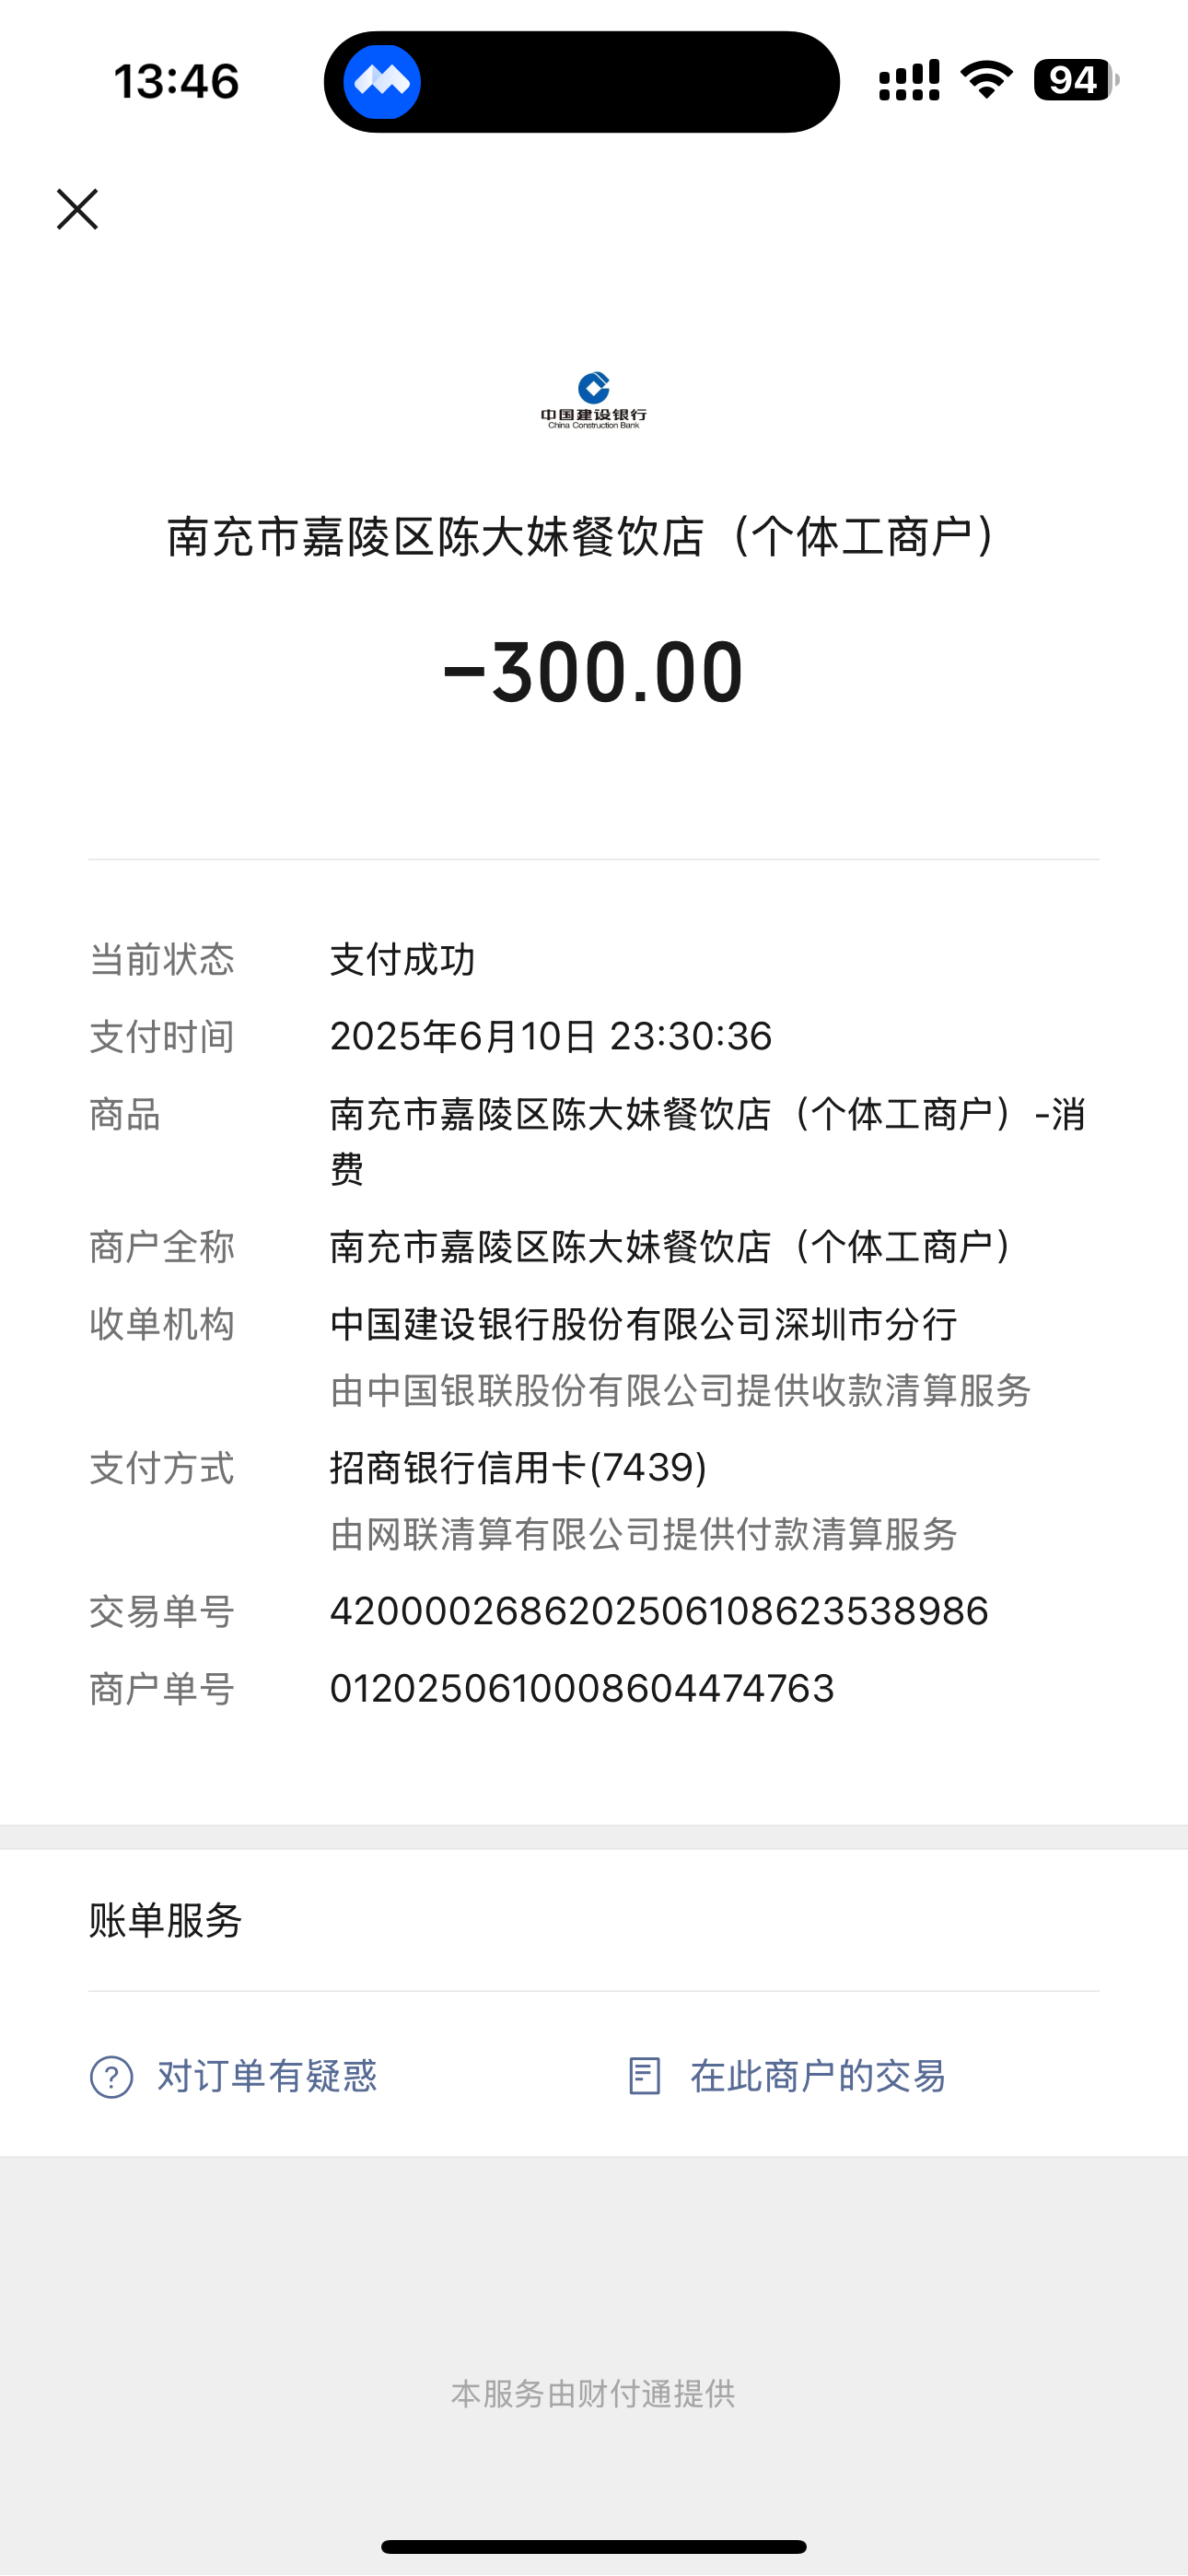 13:46
94
中国建设银行
China Construction Bank
南充市嘉陵区陈大妹餐饮店（个体工商户）
-300.00
当前状态 支付成功
支付时间 2025年6月10日 23:30:36
商品 南充市嘉陵区陈大妹餐饮店（个体工商户）-消
费
商户全称 南充市嘉陵区陈大妹餐饮店（个体工商户）
收单机构 中国建设银行股份有限公司深圳市分行
由中国银联股份有限公司提供收款清算服务
支付方式 招商银行信用卡(7439)
由网联清算有限公司提供付款清算服务
交易单号 4200002686202506108623538986
商户单号 0120250610008604474763
账单服务
对订单有疑惑 在此商户的交易
本服务由财付通提供